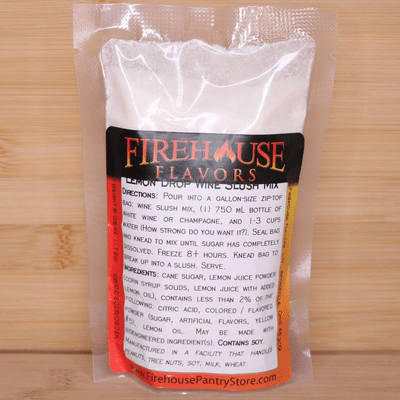 FIREHOUSE
FLAVORS
LEMON DROP WINE SLUSH MIX
DIRECTIONS: POUR INTO A GALLON-SIZE ZIP-TOP
BAG: WINE SLUSH MIX, (1) 750 ML BOTTLE OF
WHITE WINE OR CHAMPAGNE, AND 1-3 CUPS
WATER (HOW STRONG DO YOU WANT IT?). SEAL BAG
AND KNEAD TO MIX UNTIL SUGAR HAS COMPLETELY
DISSOLVED. FREEZE 8+ HOURS. KNEAD BAG TO
BREAK UP INTO A SLUSH. SERVE.
INGREDIENTS: CANE SUGAR, LEMON JUICE POWDER
(CORN SYRUP SOLIDS, LEMON JUICE WITH ADDED
LEMON OIL), CONTAINS LESS THAN 2% OF THE
FOLLOWING: CITRIC ACID, COLORED / FLAVORED
POWDER (SUGAR, ARTIFICIAL FLAVORS, YELLOW
LEMON OIL. MAY BE MADE WITH
BIOENGINEERED INGREDIENTS). CONTAINS SOY.
MANUFACTURED IN A FACILITY THAT HANDLES
PEANUTS, TREE NUTS, SOY, MILK, WHEAT.
www.FirehousePantryStore.com